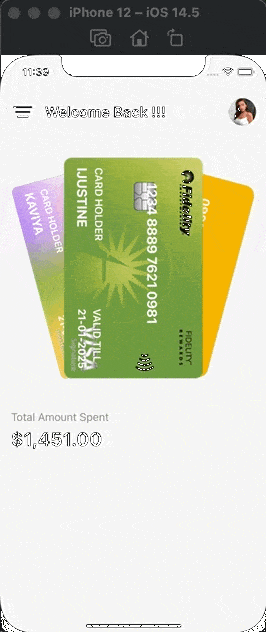 iPhone 12 – iOS 14.5
11:39
Welcome Back !!!
Fidelity
1234 8889 7621 0981
CARD HOLDER
IJUSTINE
VALID TILL
21-01-2025
VISA
FIDELITY
REWARDS
CARD HOLDER
KAVIYA
Total Amount Spent
$1,451.00